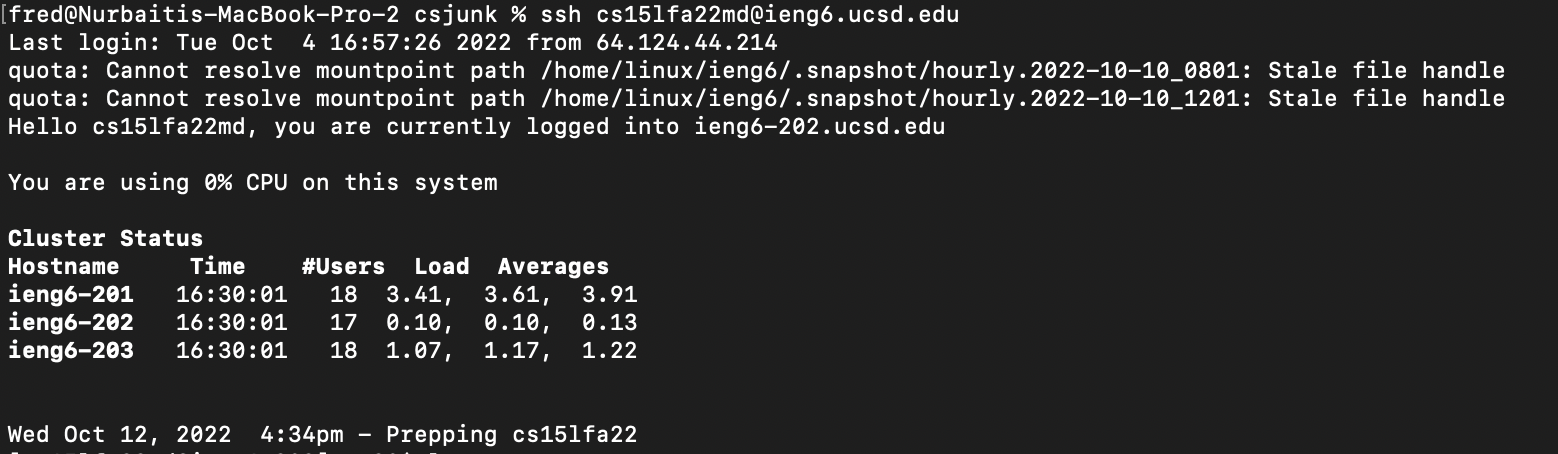 [fred@Nurbaitis-MacBook-Pro-2 csjunk % ssh cs15lfa22md@ieng6.ucsd.edu
Last login: Tue Oct  4 16:57:26 2022 from 64.124.44.214
quota: Cannot resolve mountpoint path /home/linux/ieng6/.snapshot/hourly.2022-10-10_0801: Stale file handle
quota: Cannot resolve mountpoint path /home/linux/ieng6/.snapshot/hourly.2022-10-10_1201: Stale file handle
Hello cs15lfa22md, you are currently logged into ieng6-202.ucsd.edu
You are using 0% CPU on this system
Cluster Status
Hostname     Time    #Users  Load  Averages
ieng6-201   16:30:01   18  3.41,  3.61,  3.91
ieng6-202   16:30:01   17  0.10,  0.10,  0.13
ieng6-203   16:30:01   18  1.07,  1.17,  1.22
Wed Oct 12, 2022  4:34pm - Prepping cs15lfa22